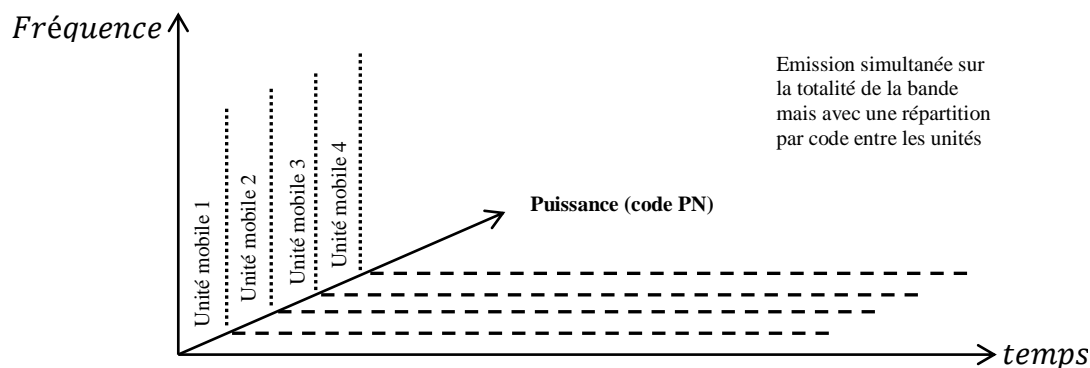 Fréquence
Emission simultanée sur
la totalité de la bande
mais avec une répartition
par code entre les unités
Unité mobile 1
Unité mobile 2
Unité mobile 3
Unité mobile 4
Puissance (code PN)
temps